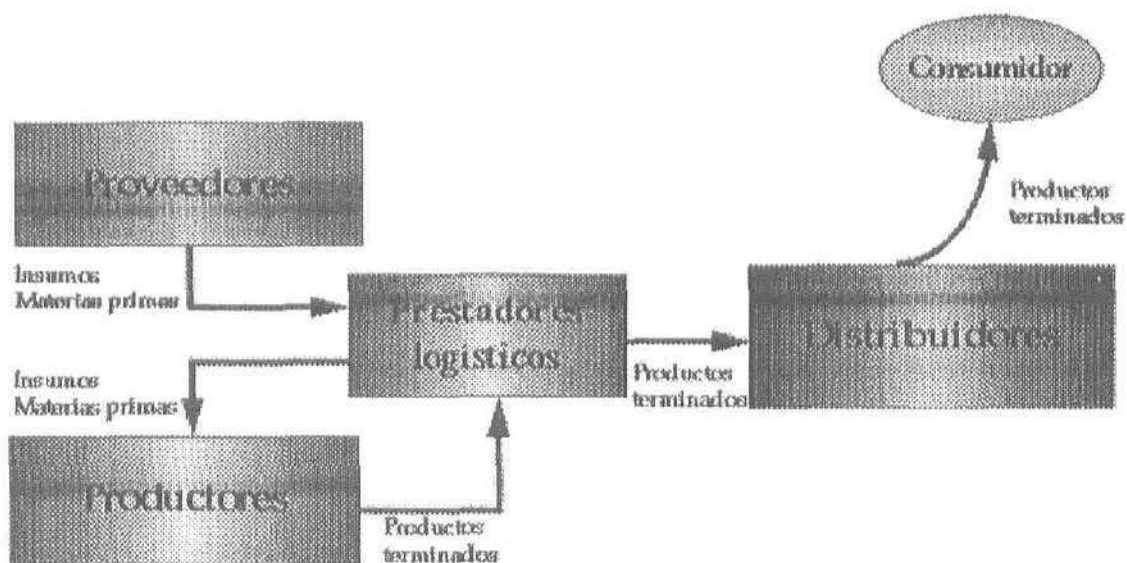 Consumidor
Proveedores
Productos
terminados
Insumos
Materias primas
Prestadores
logísticos
Distribuidores
Productos
terminados
Insumos
Materias primas
Productores
Productos
terminados